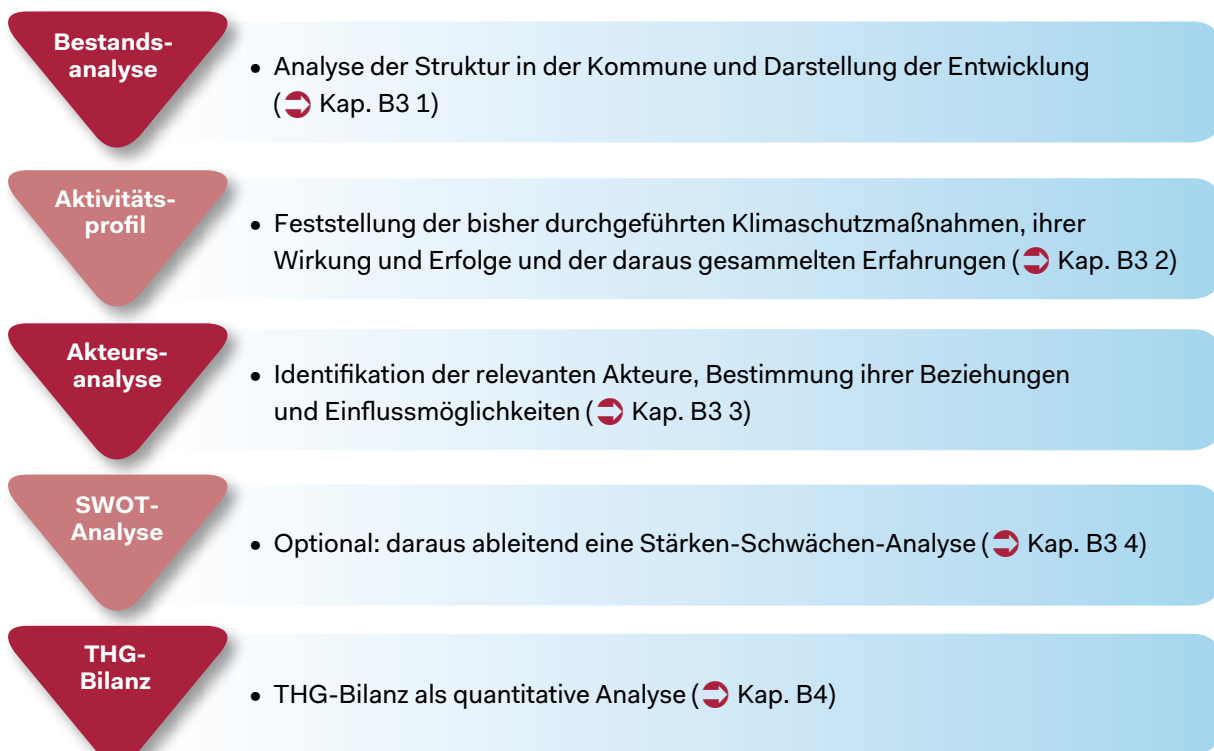 Bestands-
analyse
• Analyse der Struktur in der Kommune und Darstellung der Entwicklung
( Kap. B3 1)
Aktivitäts-
profil
• Feststellung der bisher durchgeführten Klimaschutzmaßnahmen, ihrer
Wirkung und Erfolge und der daraus gesammelten Erfahrungen ( Kap. B3 2)
Akteurs-
analyse
• Identifikation der relevanten Akteure, Bestimmung ihrer Beziehungen
und Einflussmöglichkeiten ( Kap. B3 3)
SWOT-
Analyse
• Optional: daraus ableitend eine Stärken-Schwächen-Analyse ( Kap. B3 4)
THG-
Bilanz
• THG-Bilanz als quantitative Analyse ( Kap. B4)